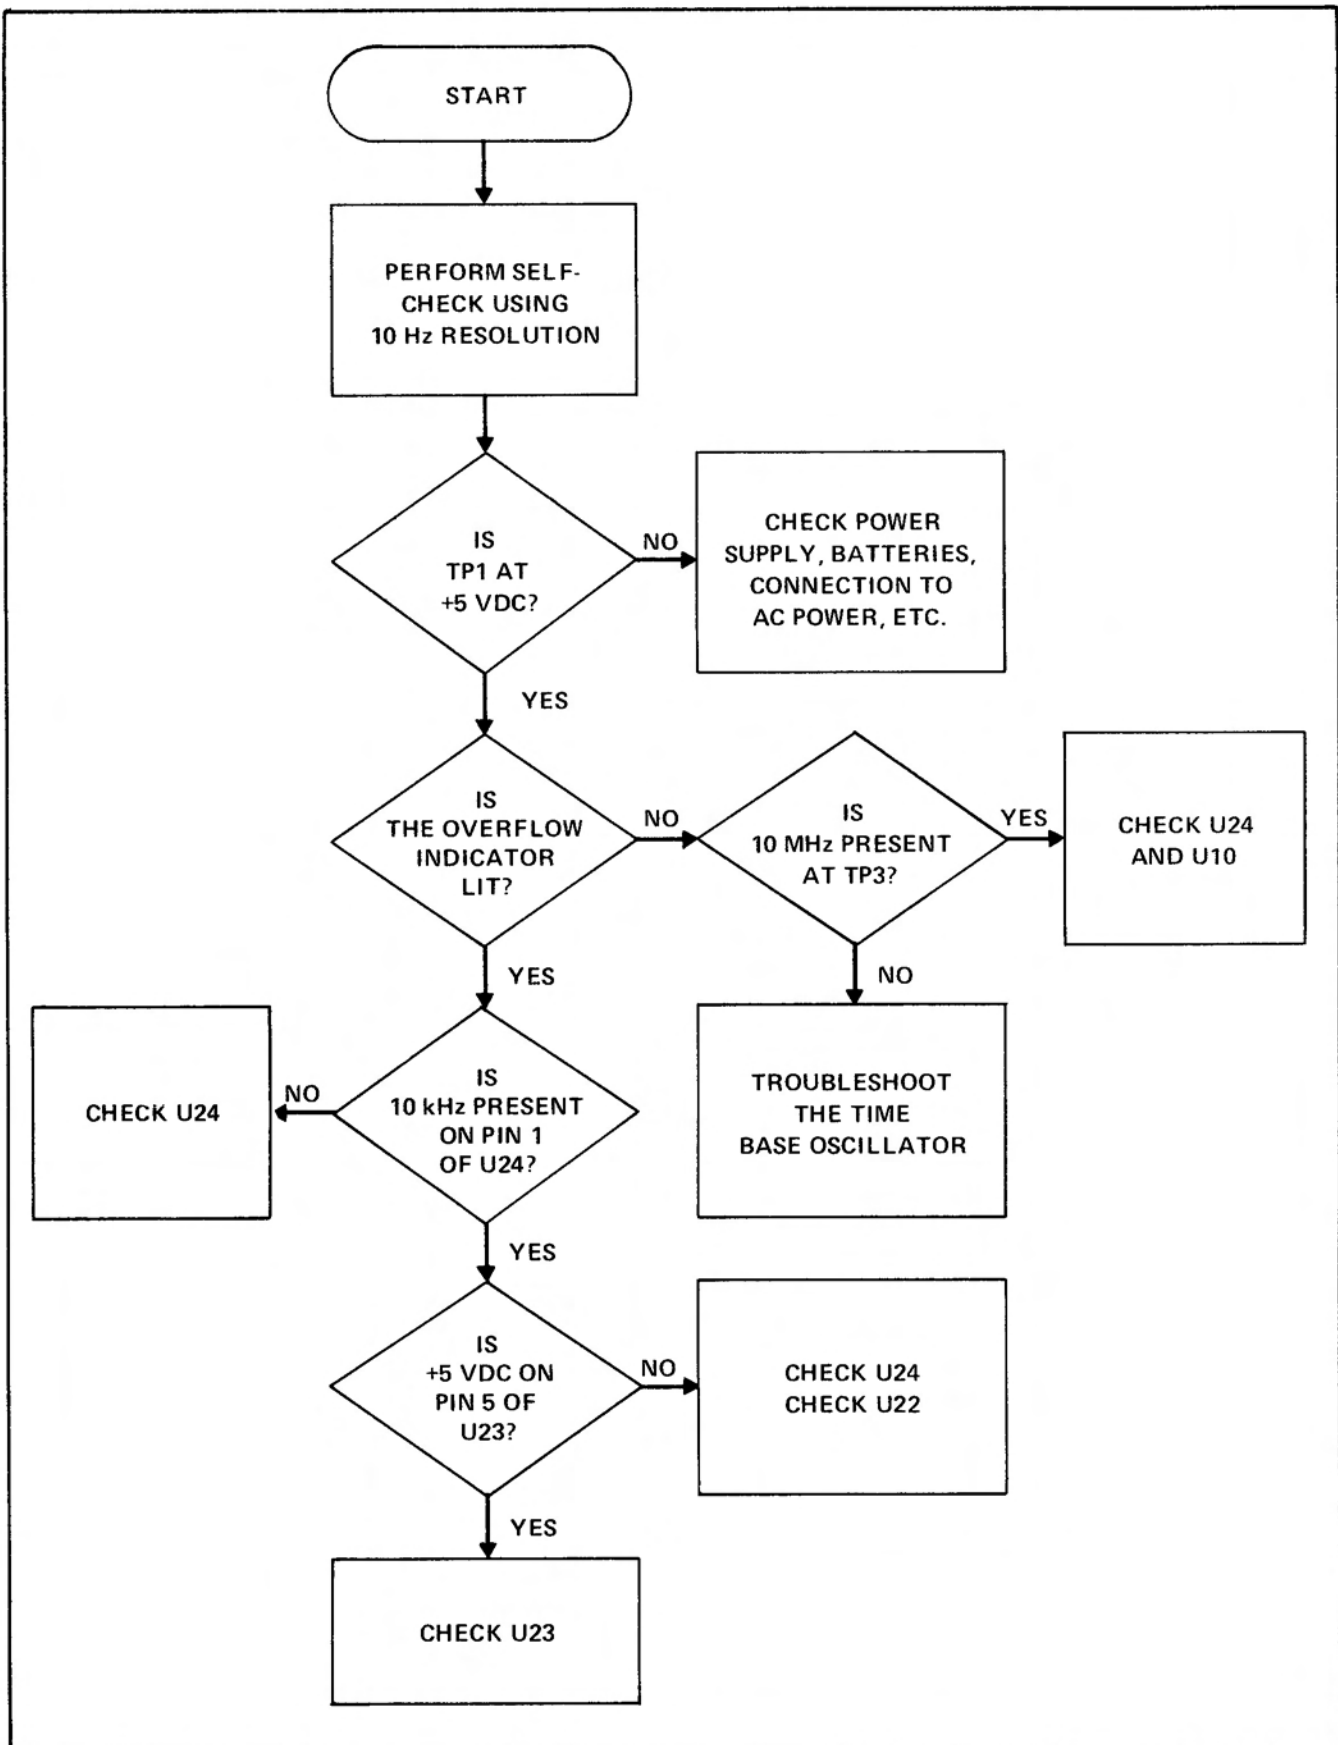 START
PERFORM SELF-
CHECK USING
10 Hz RESOLUTION
IS
TP1 AT
+5 VDC?
NO
CHECK POWER
SUPPLY, BATTERIES,
CONNECTION TO
AC POWER, ETC.
YES
IS
THE OVERFLOW
INDICATOR
LIT?
NO
IS
10 MHz PRESENT
AT TP3?
YES
CHECK U24
AND U10
YES
NO
CHECK U24
NO
IS
10 kHz PRESENT
ON PIN 1
OF U24?
TROUBLESHOOT
THE TIME
BASE OSCILLATOR
YES
IS
+5 VDC ON
PIN 5 OF
U23?
NO
CHECK U24
CHECK U22
YES
CHECK U23